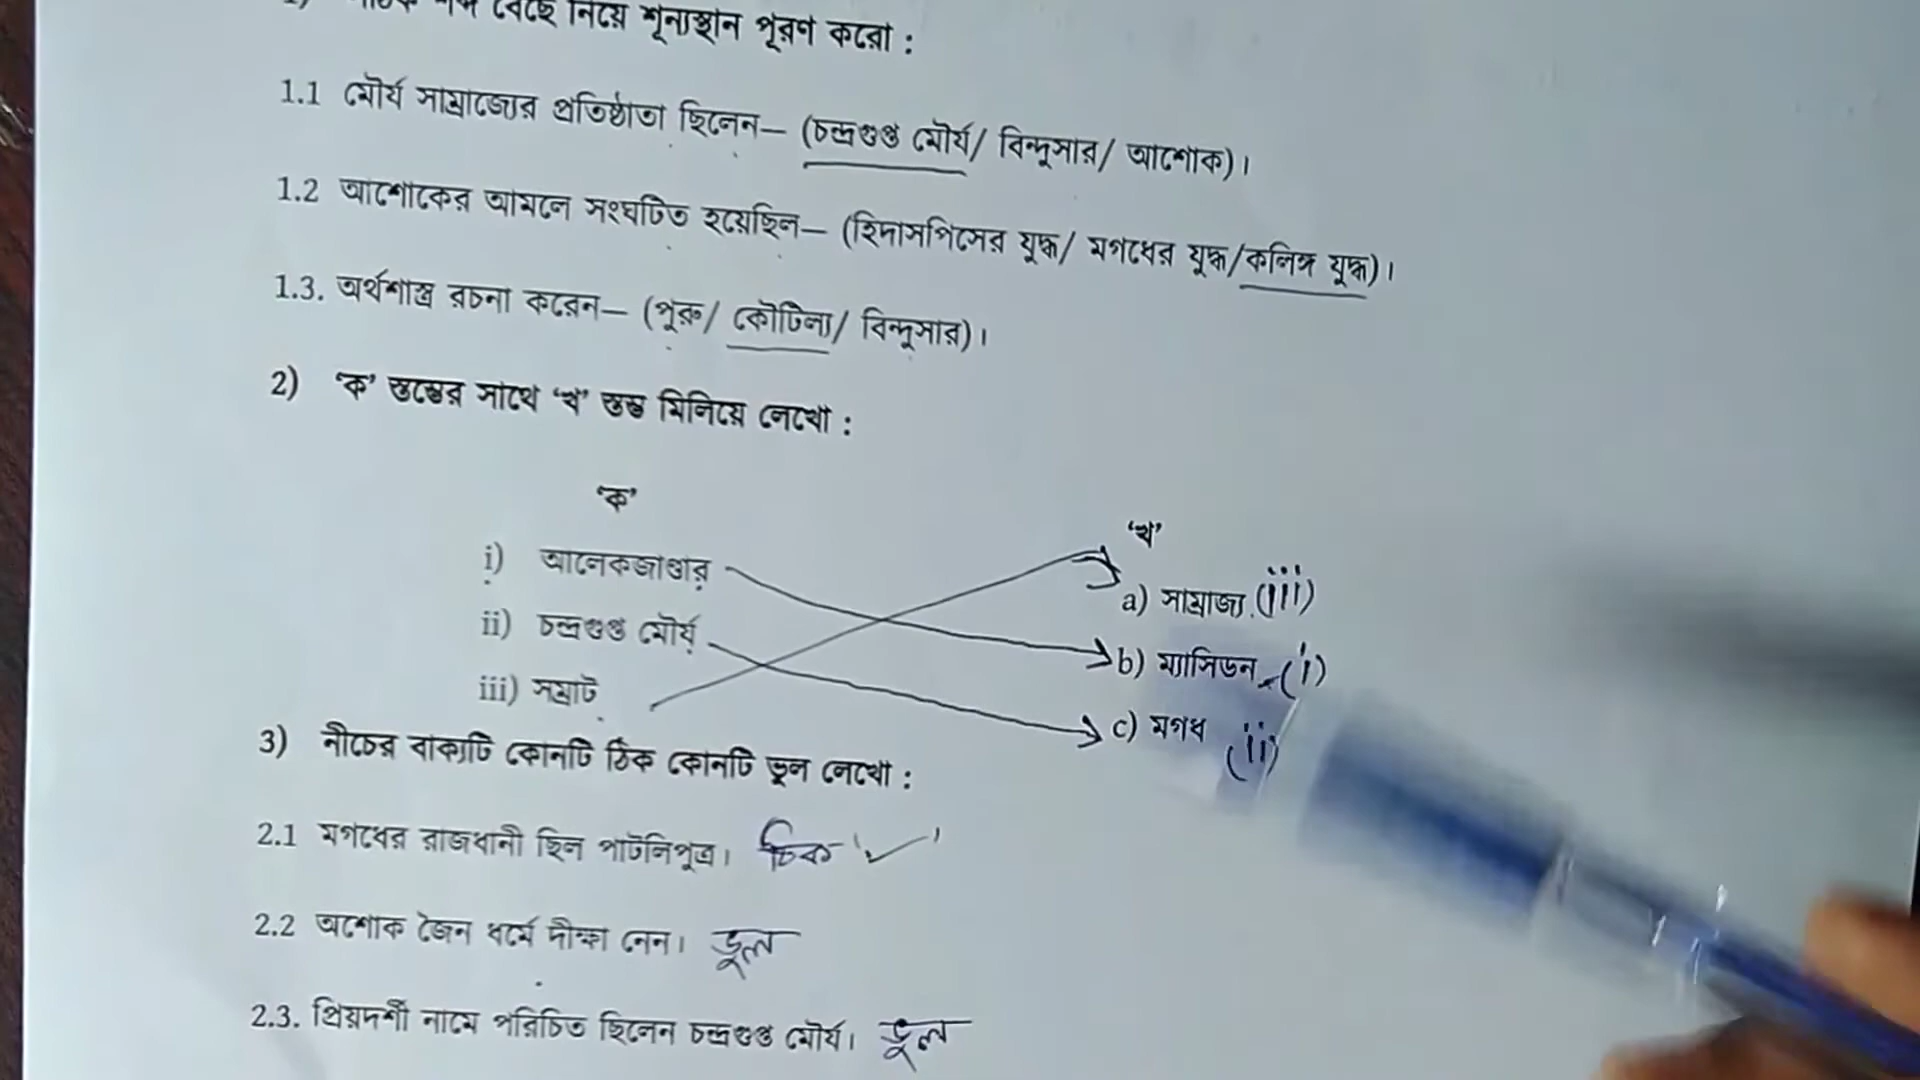 বেছে নিয়ে শূন্যস্থান পূরণ করো :
1.1 মৌর্য সাম্রাজ্যের প্রতিষ্ঠাতা ছিলেন— (চন্দ্রগুপ্ত মৌর্য/ বিন্দুসার/ আশোক)।
1.2 আশোকের আমলে সংঘটিত হয়েছিল— (হিদাসপিসের যুদ্ধ/ মগধের যুদ্ধ/কলিঙ্গ যুদ্ধ)।
1.3. অর্থশাস্ত্র রচনা করেন— (পুরু/ কৌটিল্য/ বিন্দুসার)।
2) ‘ক’ স্তম্ভের সাথে ‘খ’ স্তম্ভ মিলিয়ে লেখো :
‘ক’ ‘খ’
i) আলেকজাণ্ডার a) সাম্রাজ্য (iii)
ii) চন্দ্রগুপ্ত মৌর্য b) ম্যাসিডন (i)
iii) সম্রাট c) মগধ (ii)
3) নীচের বাক্যটি কোনটি ঠিক কোনটি ভুল লেখো :
2.1 মগধের রাজধানী ছিল পাটলিপুত্র। ঠিক ‘✓’
2.2 অশোক জৈন ধর্মে দীক্ষা নেন। ভুল
2.3. প্রিয়দর্শী নামে পরিচিত ছিলেন চন্দ্রগুপ্ত মৌর্য। ভুল